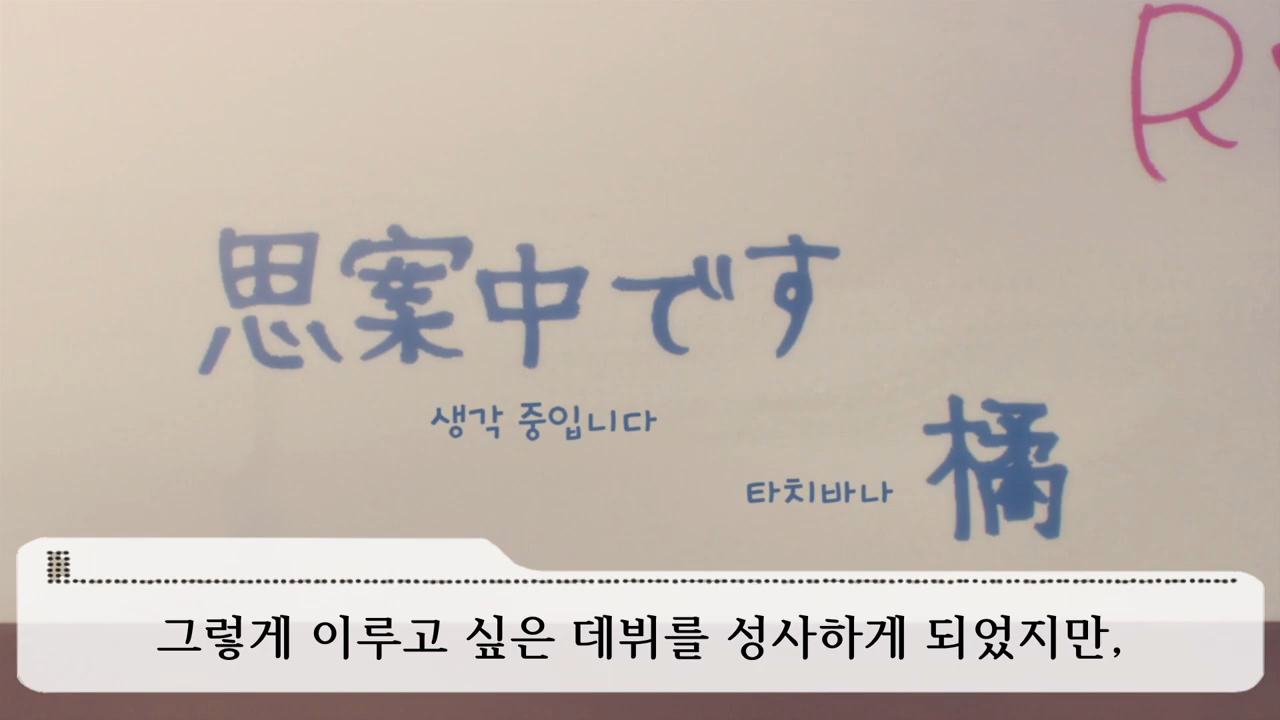 R
思案中です
생각 중입니다
橘
타치바나
그렇게 이루고 싶은 데뷔를 성사하게 되었지만,